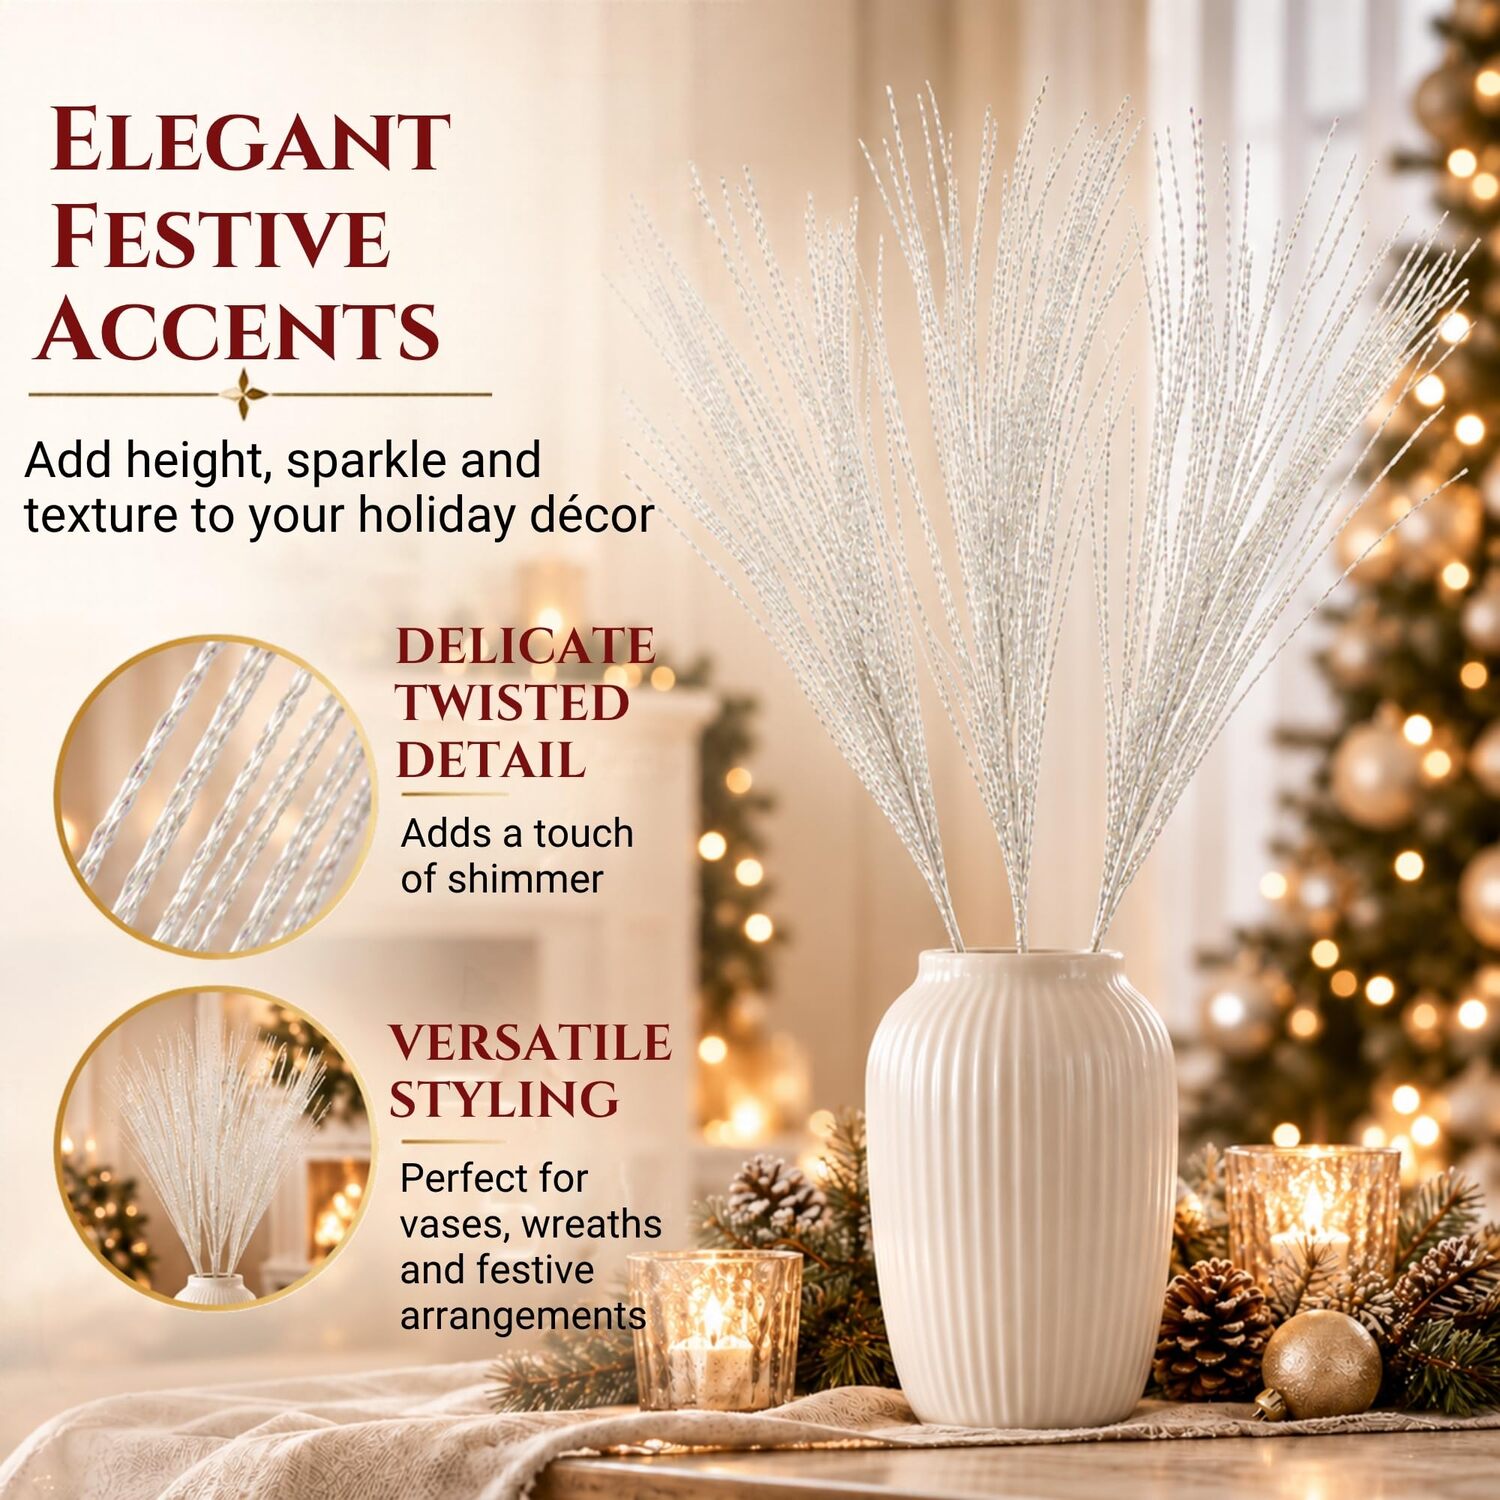 ELEGANT
FESTIVE
ACCENTS
Add height, sparkle and
texture to your holiday décor
DELICATE
TWISTED
DETAIL
Adds a touch
of shimmer
VERSATILE
STYLING
Perfect for
vases, wreaths
and festive
arrangements